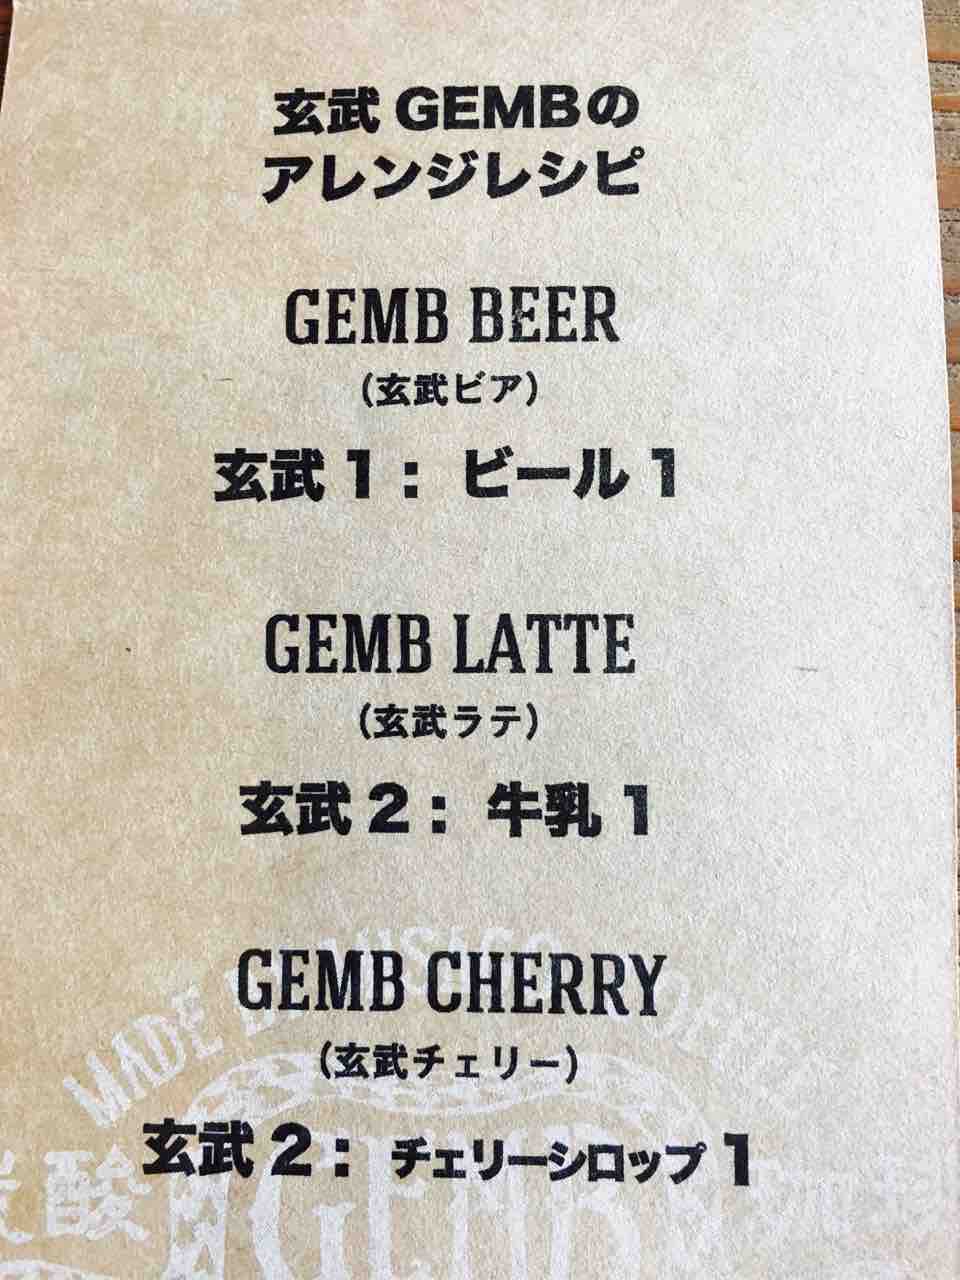 玄武 GEMBの
アレンジレシピ
GEMB BEER
(玄武ビア)
玄武 1 : ビール 1
GEMB LATTE
(玄武ラテ)
玄武 2 : 牛乳 1
GEMB CHERRY
(玄武チェリー)
玄武 2 : チェリーシロップ 1
MADE
酸
GEMB